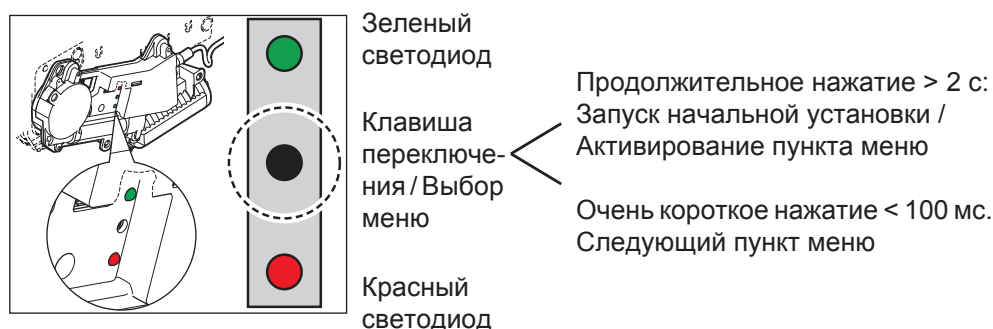 Зеленый
светодиод
Клавиша
переключе-
ния / Выбор
меню
Красный
светодиод
Продолжительное нажатие > 2 с:
Запуск начальной установки /
Активирование пункта меню
Очень короткое нажатие < 100 мс.
Следующий пункт меню